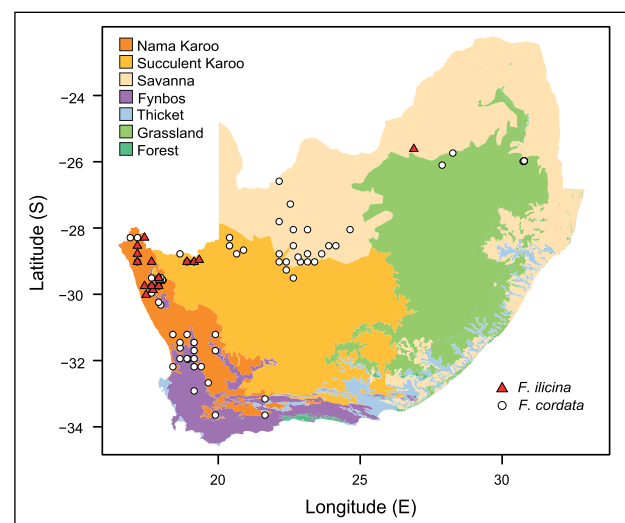 Nama Karoo
Succulent Karoo
Savanna
Fynbos
Thicket
Grassland
Forest
−24
−26
−28
−30
−32
−34
Latitude (S)
20
25
30
Longitude (E)
F. ilicina
F. cordata